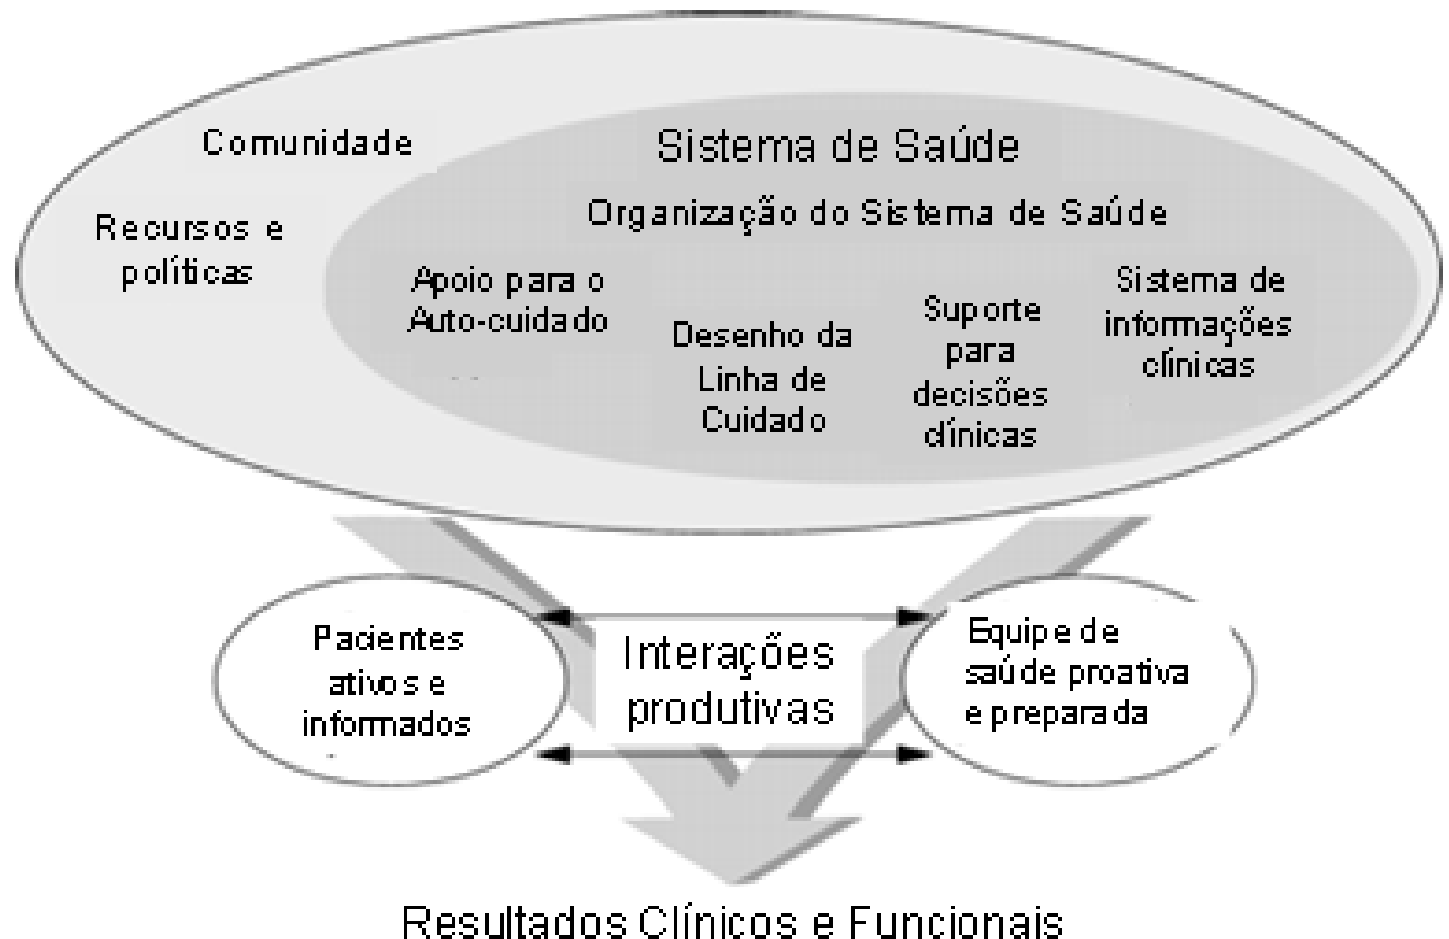 Comunidade
Sistema de Saúde
Organização do Sistema de Saúde
Recursos e
políticas
Apoio para o
Auto-cuidado
Desenho da
Linha de
Cuidado
Suporte
para
decisões
clínicas
Sistema de
informações
clínicas
Pacientes
ativos e
informados
Interações
produtivas
Equipe de
saúde proativa
e preparada
Resultados Clínicos e Funcionais